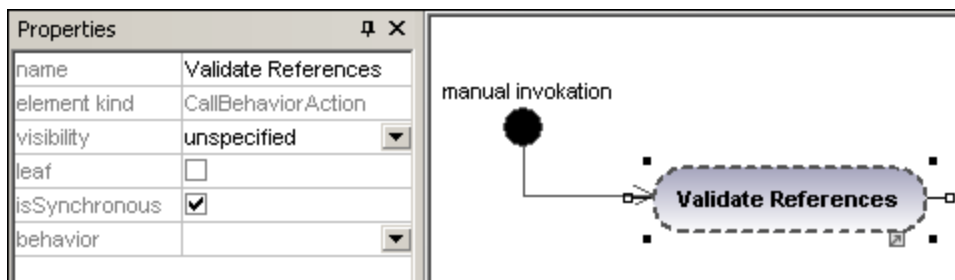 Properties
name Validate References
element kind CallBehaviorAction
visibility unspecified
leaf
isSynchronous
behavior
manual invokation
Validate References